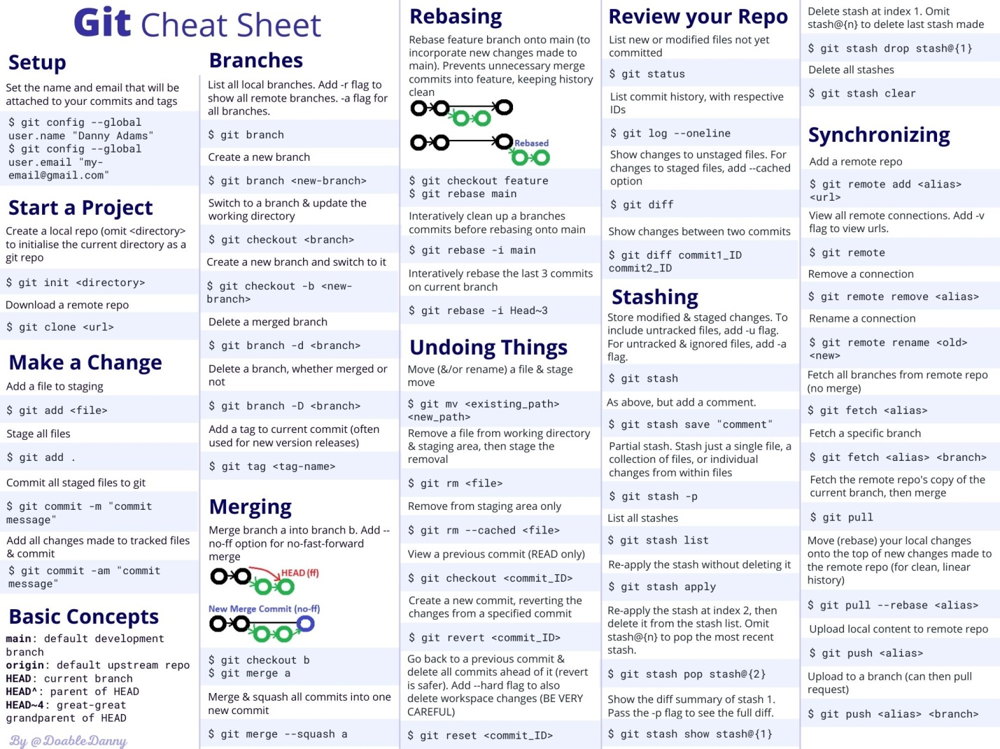 Git Cheat Sheet
Setup
Set the name and email that will be
attached to your commits and tags
$ git config --global
user.name "Danny Adams"
$ git config --global
user.email "my-
email@gmail.com"
Start a Project
Create a local repo (omit <directory>
to initialise the current directory as a
git repo
$ git init <directory>
Download a remote repo
$ git clone <url>
Make a Change
Add a file to staging
$ git add <file>
Stage all files
$ git add .
Commit all staged files to git
$ git commit -m "commit
message"
Add all changes made to tracked files
& commit
$ git commit -am "commit
message"
Basic Concepts
main: default development
branch
origin: default upstream repo
HEAD: current branch
HEAD^: parent of HEAD
HEAD~4: great-great
grandparent of HEAD
By @DoableDanny
Branches
List all local branches. Add -r flag to
show all remote branches. -a flag for
all branches.
$ git branch
Create a new branch
$ git branch <new-branch>
Switch to a branch & update the
working directory
$ git checkout <branch>
Create a new branch and switch to it
$ git checkout -b <new-
branch>
Delete a merged branch
$ git branch -d <branch>
Delete a branch, whether merged or
not
$ git branch -D <branch>
Add a tag to current commit (often
used for new version releases)
$ git tag <tag-name>
Merging
Merge branch a into branch b. Add --
no-ff option for no-fast-forward
merge
HEAD (ff)
New Merge Commit (no-ff)
$ git checkout b
$ git merge a
Merge & squash all commits into one
new commit
$ git merge --squash a
Rebasing
Rebase feature branch onto main (to
incorporate new changes made to
main). Prevents unnecessary merge
commits into feature, keeping history
clean
Rebased
$ git checkout feature
$ git rebase main
Interatively clean up a branches
commits before rebasing onto main
$ git rebase -i main
Interatively rebase the last 3 commits
on current branch
$ git rebase -i Head~3
Undoing Things
Move (&/or rename) a file & stage
move
$ git mv <existing_path>
<new_path>
Remove a file from working directory
& staging area, then stage the
removal
$ git rm <file>
Remove from staging area only
$ git rm --cached <file>
View a previous commit (READ only)
$ git checkout <commit_ID>
Create a new commit, reverting the
changes from a specified commit
$ git revert <commit_ID>
Go back to a previous commit &
delete all commits ahead of it (revert
is safer). Add --hard flag to also
delete workspace changes (BE VERY
CAREFUL)
$ git reset <commit_ID>
Review your Repo
List new or modified files not yet
committed
$ git status
List commit history, with respective
IDs
$ git log --oneline
Show changes to unstaged files. For
changes to staged files, add --cached
option
$ git diff
Show changes between two commits
$ git diff commit1_ID
commit2_ID
Stashing
Store modified & staged changes. To
include untracked files, add -u flag.
For untracked & ignored files, add -a
flag.
$ git stash
As above, but add a comment.
$ git stash save "comment"
Partial stash. Stash just a single file, a
collection of files, or individual
changes from within files
$ git stash -p
List all stashes
$ git stash list
Re-apply the stash without deleting it
$ git stash apply
Re-apply the stash at index 2, then
delete it from the stash list. Omit
stash@{n} to pop the most recent
stash.
$ git stash pop stash@{2}
Show the diff summary of stash 1.
Pass the -p flag to see the full diff.
$ git stash show stash@{1}
Delete stash at index 1. Omit
stash@{n} to delete last stash made
$ git stash drop stash@{1}
Delete all stashes
$ git stash clear
Synchronizing
Add a remote repo
$ git remote add <alias>
<url>
View all remote connections. Add -v
flag to view urls.
$ git remote
Remove a connection
$ git remote remove <alias>
Rename a connection
$ git remote rename <old>
<new>
Fetch all branches from remote repo
(no merge)
$ git fetch <alias>
Fetch a specific branch
$ git fetch <alias> <branch>
Fetch the remote repo's copy of the
current branch, then merge
$ git pull
Move (rebase) your local changes
onto the top of new changes made to
the remote repo (for clean, linear
history)
$ git pull --rebase <alias>
Upload local content to remote repo
$ git push <alias>
Upload to a branch (can then pull
request)
$ git push <alias> <branch>